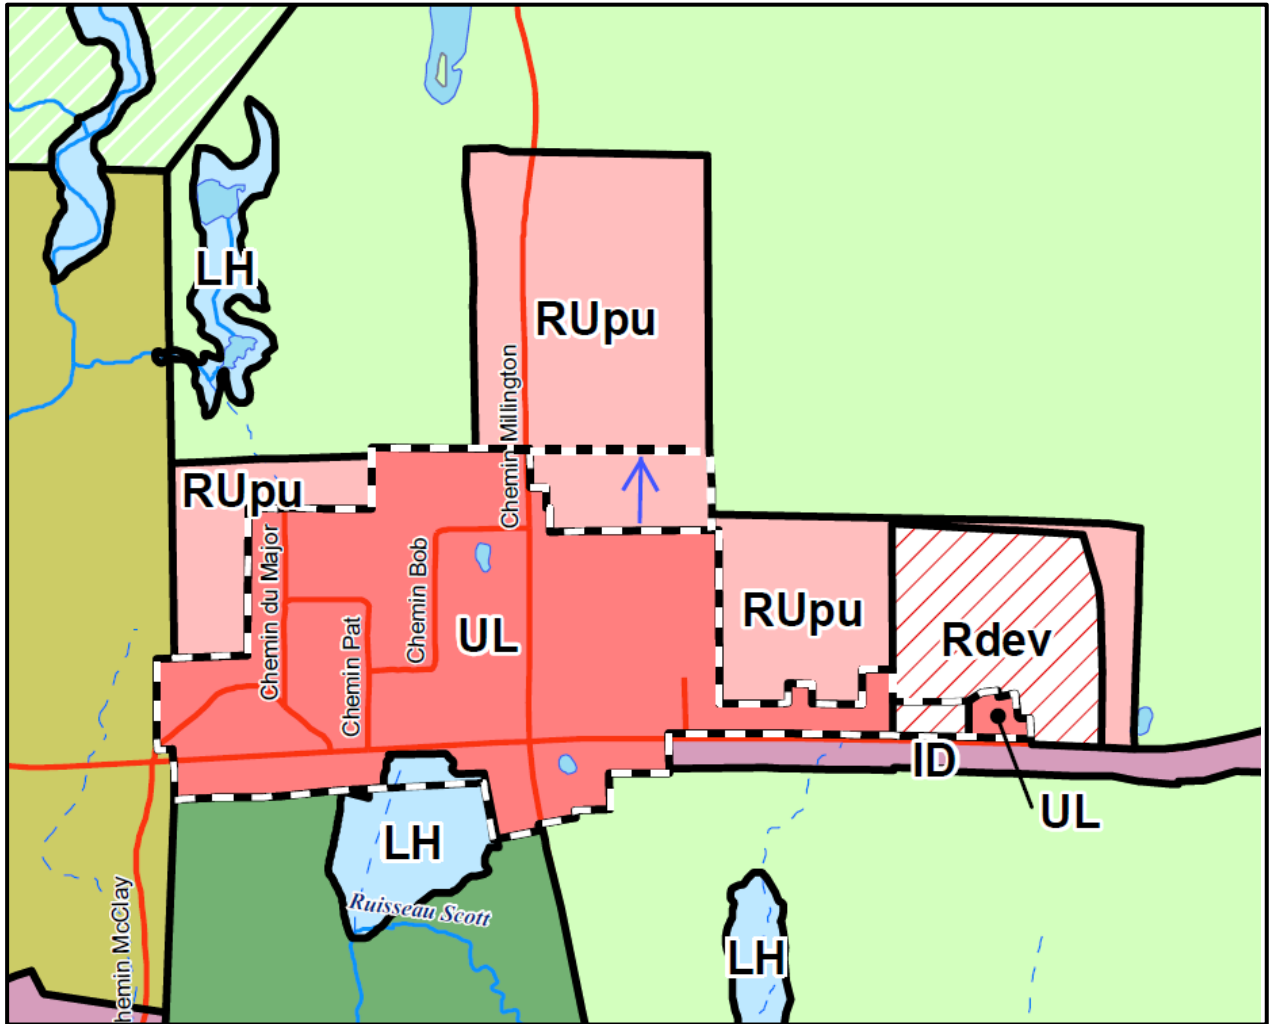 LH
RUpu
Chemin Millington
RUpu
Chemin du Major
Chemin Bob
Chemin Pat
UL
RUpu
Rdev
ID
UL
LH
Ruisseau Scott
hemin McClay
LH